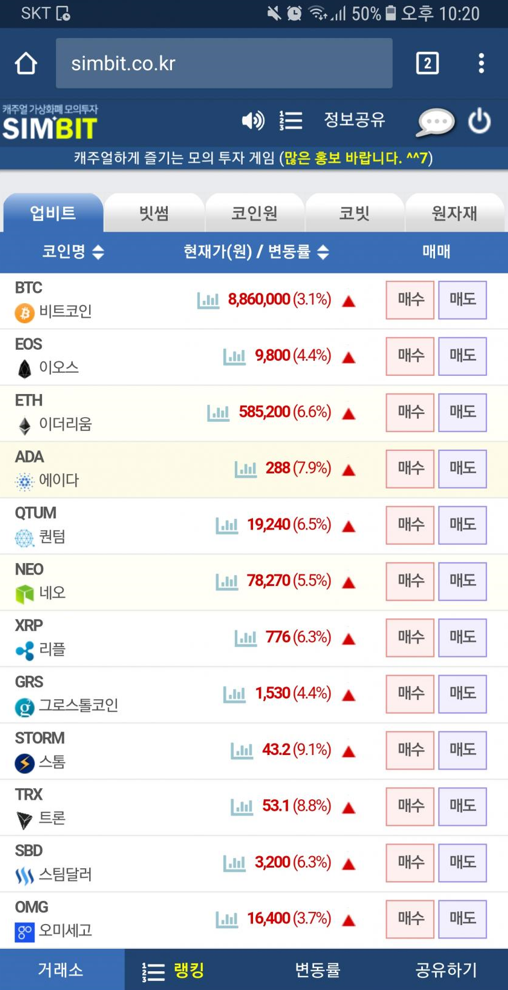 SKT 50% 오후 10:20
simbit.co.kr 2
캐주얼 가상화폐 모의투자
SIMBIT 정보공유
캐주얼하게 즐기는 모의 투자 게임 (많은 홍보 바랍니다. ^^7)
업비트 빗썸 코인원 코빗 원자재
코인명 현재가(원) / 변동률 매매
BTC
비트코인 8,860,000 (3.1%) ▲ 매수 매도
EOS
이오스 9,800 (4.4%) ▲ 매수 매도
ETH
이더리움 585,200 (6.6%) ▲ 매수 매도
ADA
에이다 288 (7.9%) ▲ 매수 매도
QTUM
퀀텀 19,240 (6.5%) ▲ 매수 매도
NEO
네오 78,270 (5.5%) ▲ 매수 매도
XRP
리플 776 (6.3%) ▲ 매수 매도
GRS
그로스톨코인 1,530 (4.4%) ▲ 매수 매도
STORM
스톰 43.2 (9.1%) ▲ 매수 매도
TRX
트론 53.1 (8.8%) ▲ 매수 매도
SBD
스팀달러 3,200 (6.3%) ▲ 매수 매도
OMG
오미세고 16,400 (3.7%) ▲ 매수 매도
거래소 랭킹 변동률 공유하기